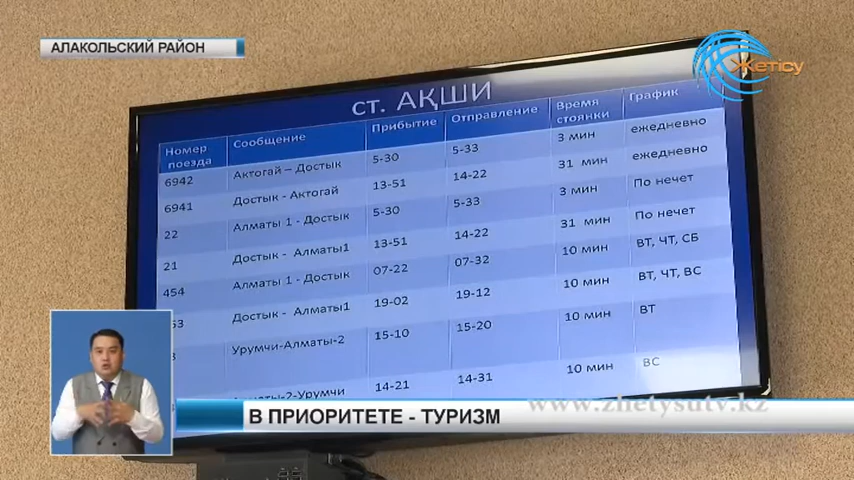 АЛАКОЛЬСКИЙ РАЙОН
Жетісу
ст. АҚШИ
Номер поезда Сообщение Прибытие Отправление Время стоянки График
6942 Актогай – Достык 5-30 5-33 3 мин ежедневно
6941 Достык - Актогай 13-51 14-22 31 мин ежедневно
22 Алматы 1 - Достык 5-30 5-33 3 мин По нечет
21 Достык - Алматы1 13-51 14-22 31 мин По нечет
454 Алматы 1 - Достык 07-22 07-32 10 мин ВТ, ЧТ, СБ
Достык - Алматы1 19-02 19-12 10 мин ВТ, ЧТ, ВС
Урумчи-Алматы-2 15-10 15-20 10 мин ВТ
14-21 14-31 10 мин ВС
В ПРИОРИТЕТЕ - ТУРИЗМ
www.zhetysutv.kz